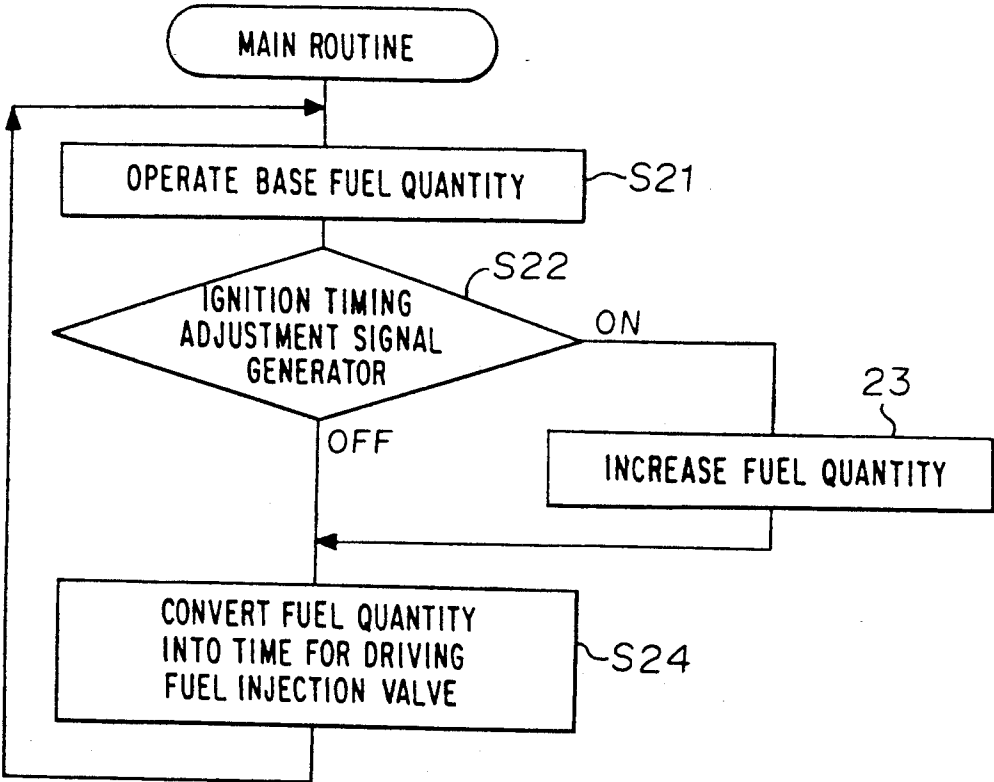 MAIN ROUTINE
OPERATE BASE FUEL QUANTITY
S21
S22
IGNITION TIMING
ADJUSTMENT SIGNAL
GENERATOR
ON
OFF
23
INCREASE FUEL QUANTITY
CONVERT FUEL QUANTITY
INTO TIME FOR DRIVING
FUEL INJECTION VALVE
S24